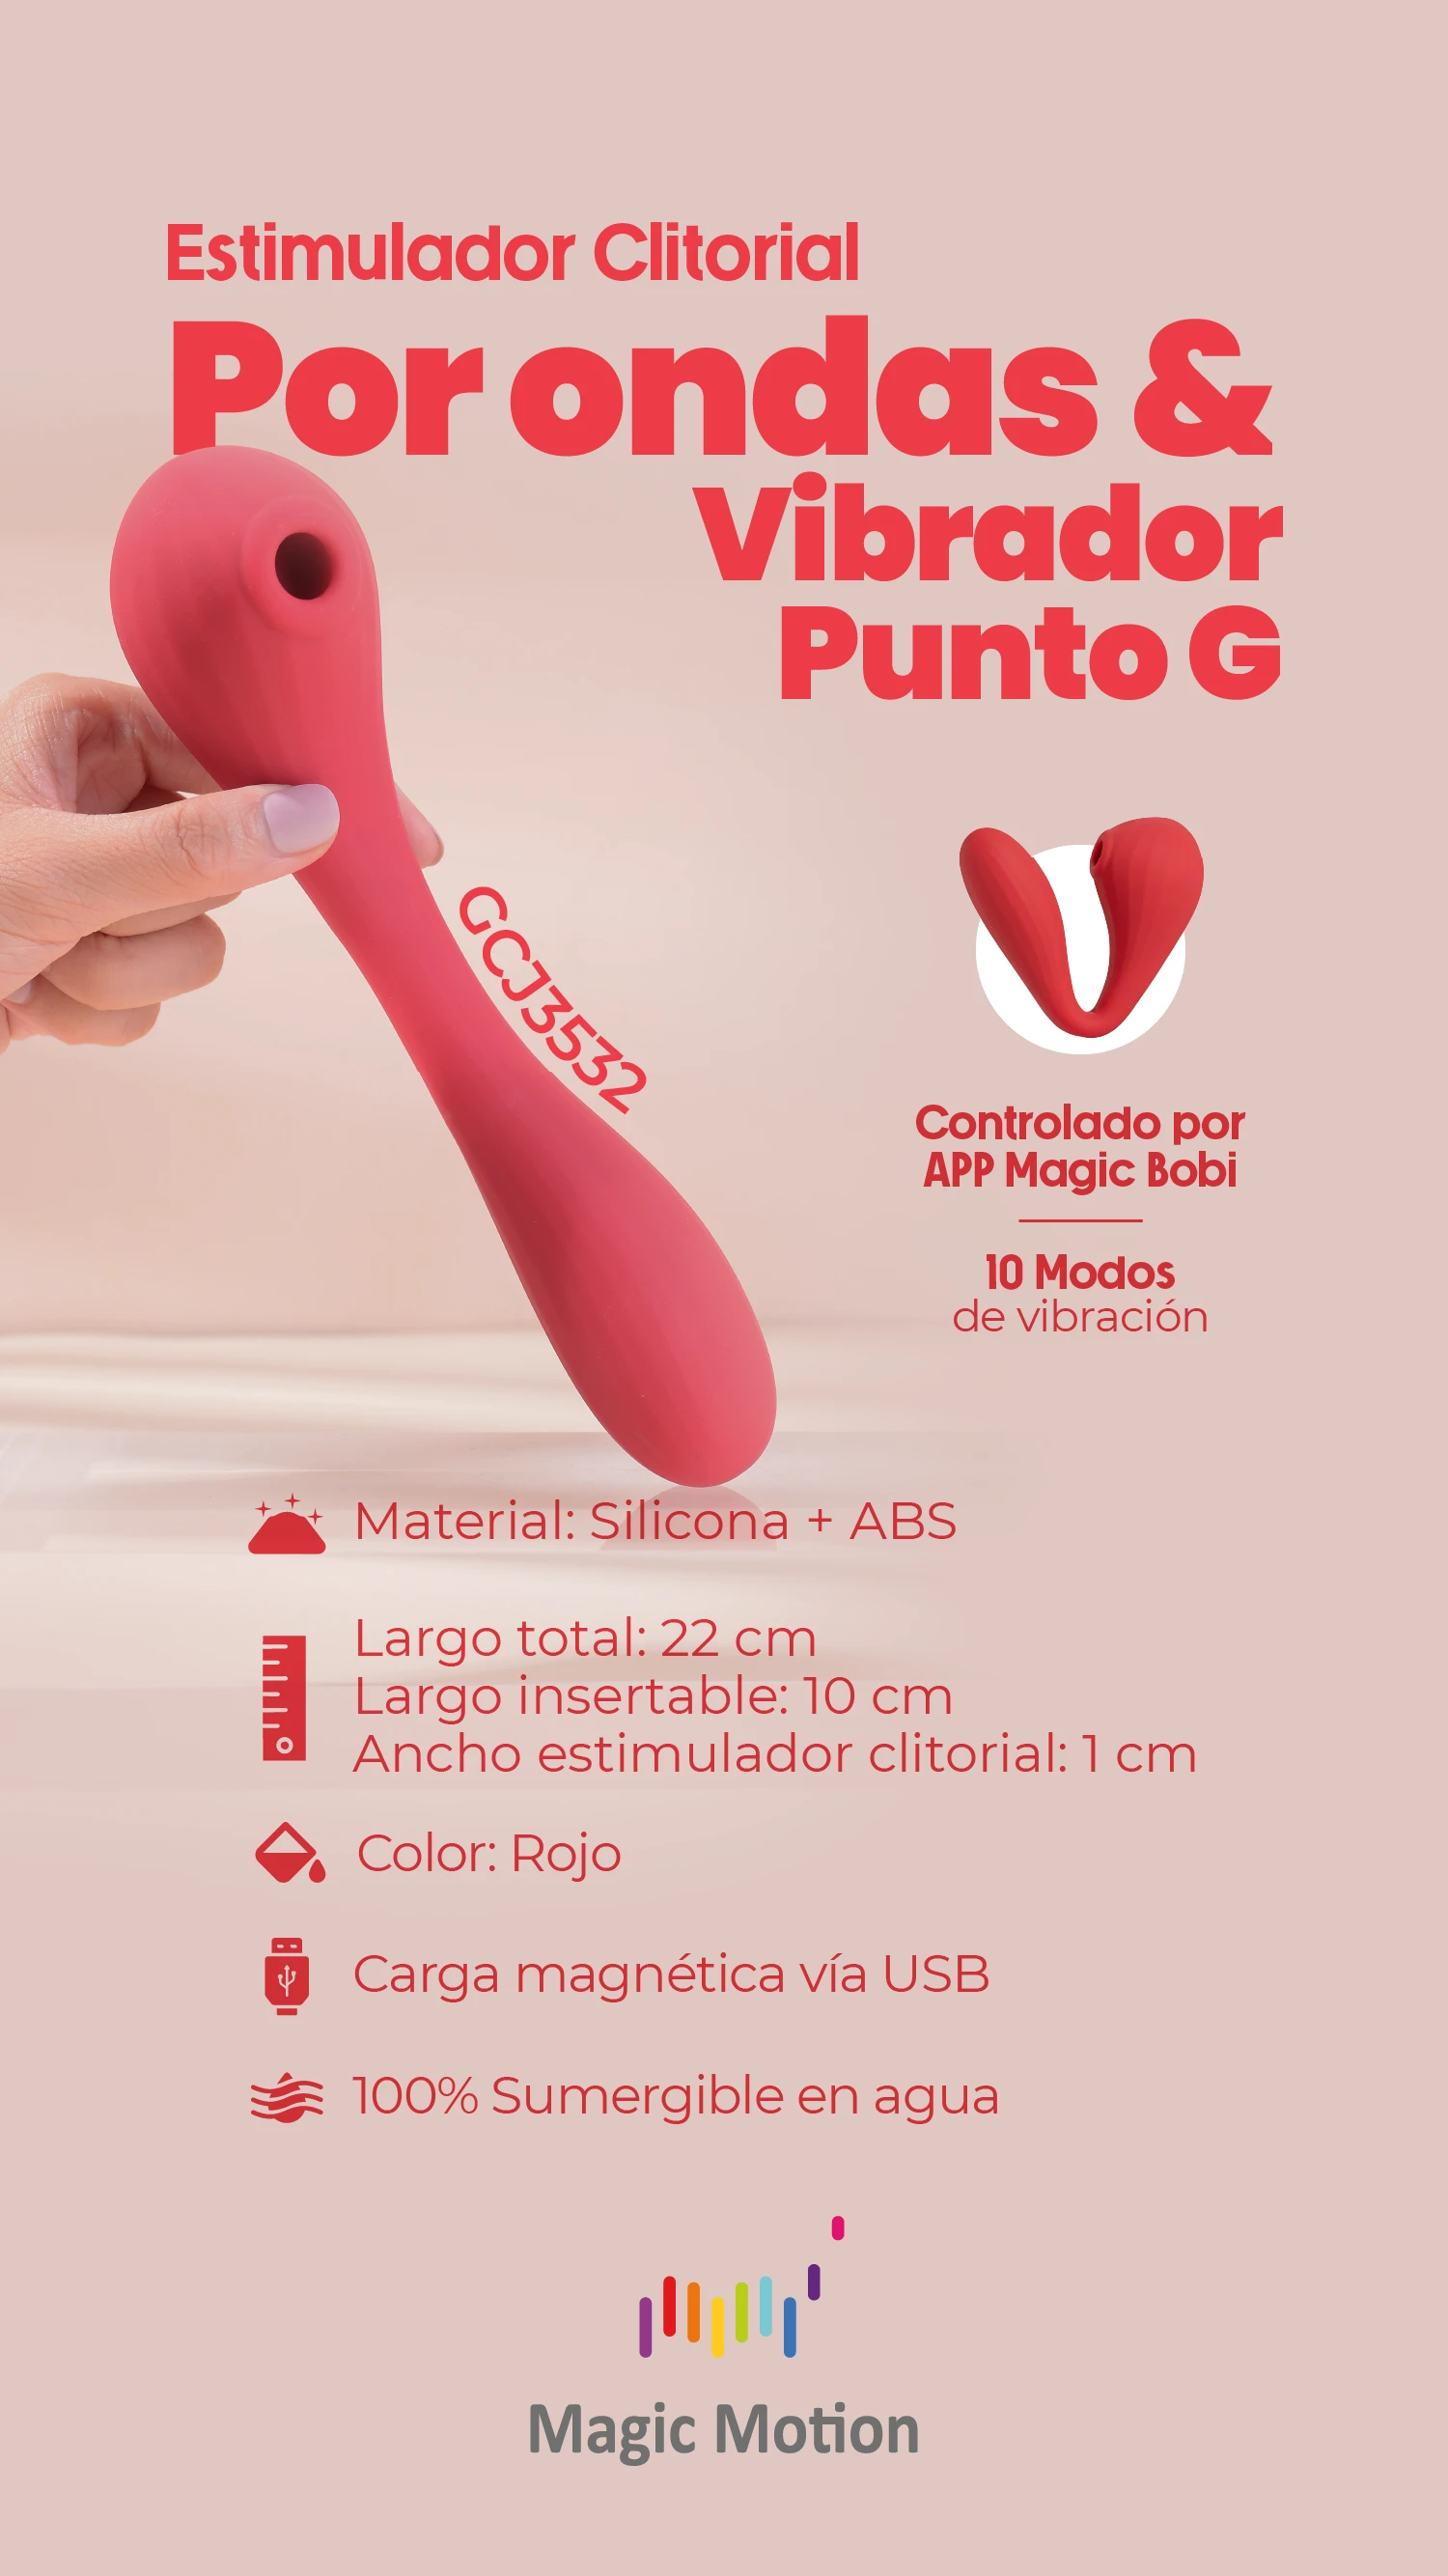 Estimulador Clitorial
Por ondas &
Vibrador
Punto G
GCJ3532
Controlado por
APP Magic Bobi
10 Modos
de vibración
Material: Silicona + ABS
Largo total: 22 cm
Largo insertable: 10 cm
Ancho estimulador clitorial: 1 cm
Color: Rojo
Carga magnética vía USB
100% Sumergible en agua
Magic Motion